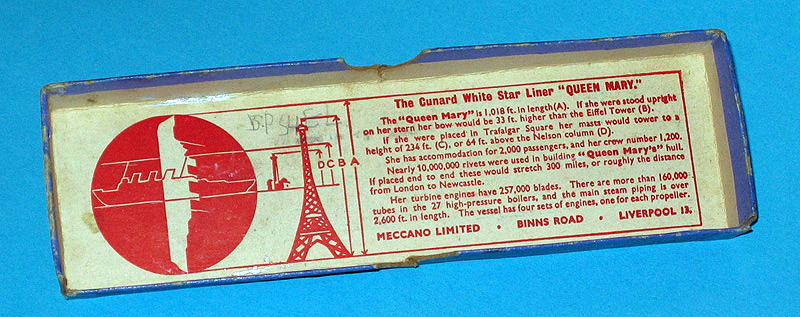 The Cunard White Star Liner "QUEEN MARY."
The "Queen Mary" is 1,018 ft. in length (A). If she were stood upright
on her stern her bow would be 33 ft. higher than the Eiffel Tower (B).
If she were placed in Trafalgar Square her masts would tower to a
height of 234 ft. (C), or 64 ft. above the Nelson column (D).
She has accommodation for 2,000 passengers, and her crew number 1,200.
Nearly 10,000,000 rivets were used in building "Queen Mary's" hull.
If placed end to end these would stretch 300 miles, or roughly the distance
from London to Newcastle.
Her turbine engines have 257,000 blades. There are more than 160,000
tubes in the 27 high-pressure boilers, and the main steam piping is over
2,600 ft. in length. The vessel has four sets of engines, one for each propeller.
MECCANO LIMITED · BINNS ROAD · LIVERPOOL 13.
D C B A